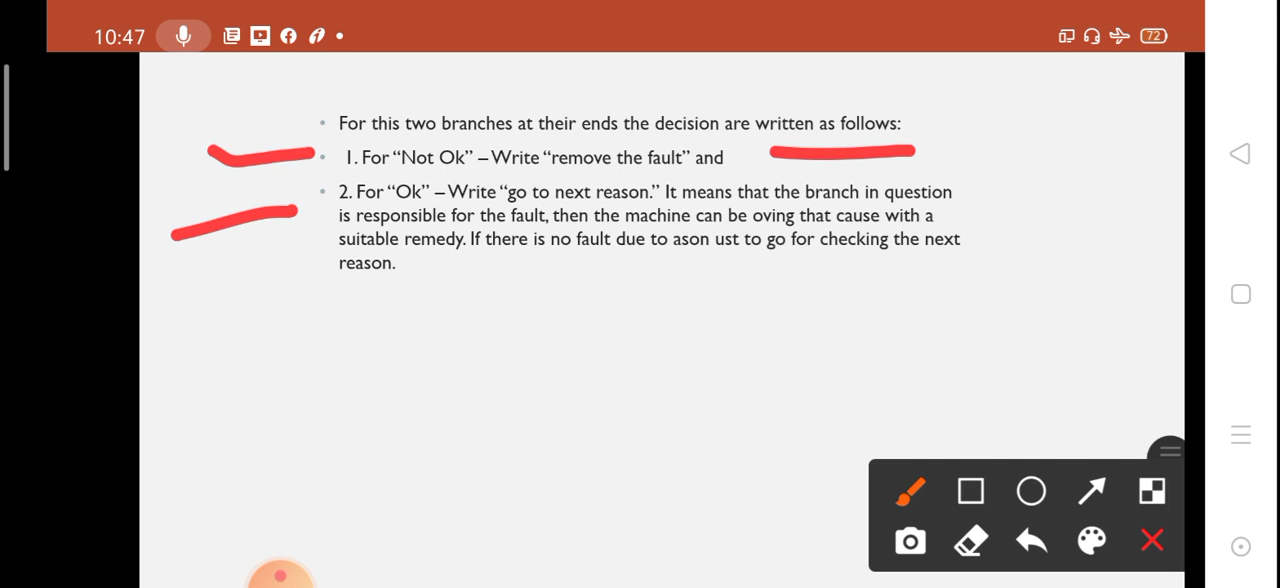 10:47
72
For this two branches at their ends the decision are written as follows:
1. For “Not Ok” – Write “remove the fault” and
2. For “Ok” – Write “go to next reason.” It means that the branch in question
is responsible for the fault, then the machine can be oving that cause with a
suitable remedy. If there is no fault due to ason ust to go for checking the next
reason.